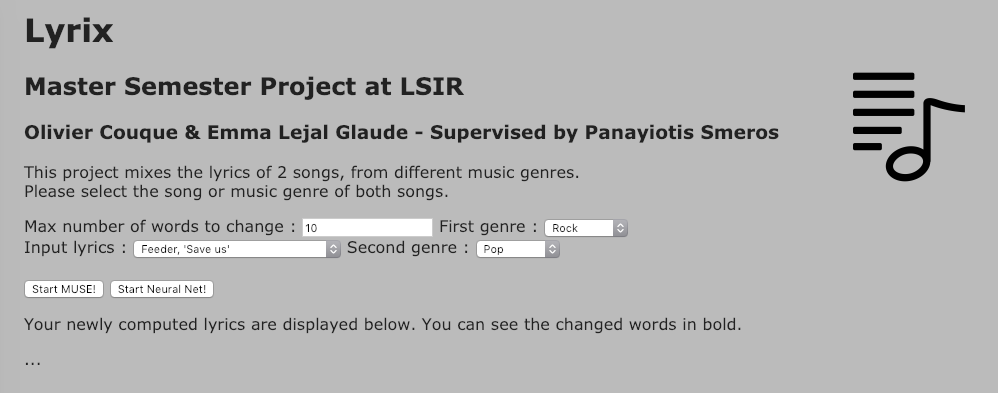 Lyrix
Master Semester Project at LSIR
Olivier Couque & Emma Lejal Glaude - Supervised by Panayiotis Smeros
This project mixes the lyrics of 2 songs, from different music genres.
Please select the song or music genre of both songs.
Max number of words to change : 10 First genre : Rock
Input lyrics : Feeder, 'Save us' Second genre : Pop
Start MUSE! Start Neural Net!
Your newly computed lyrics are displayed below. You can see the changed words in bold.
...